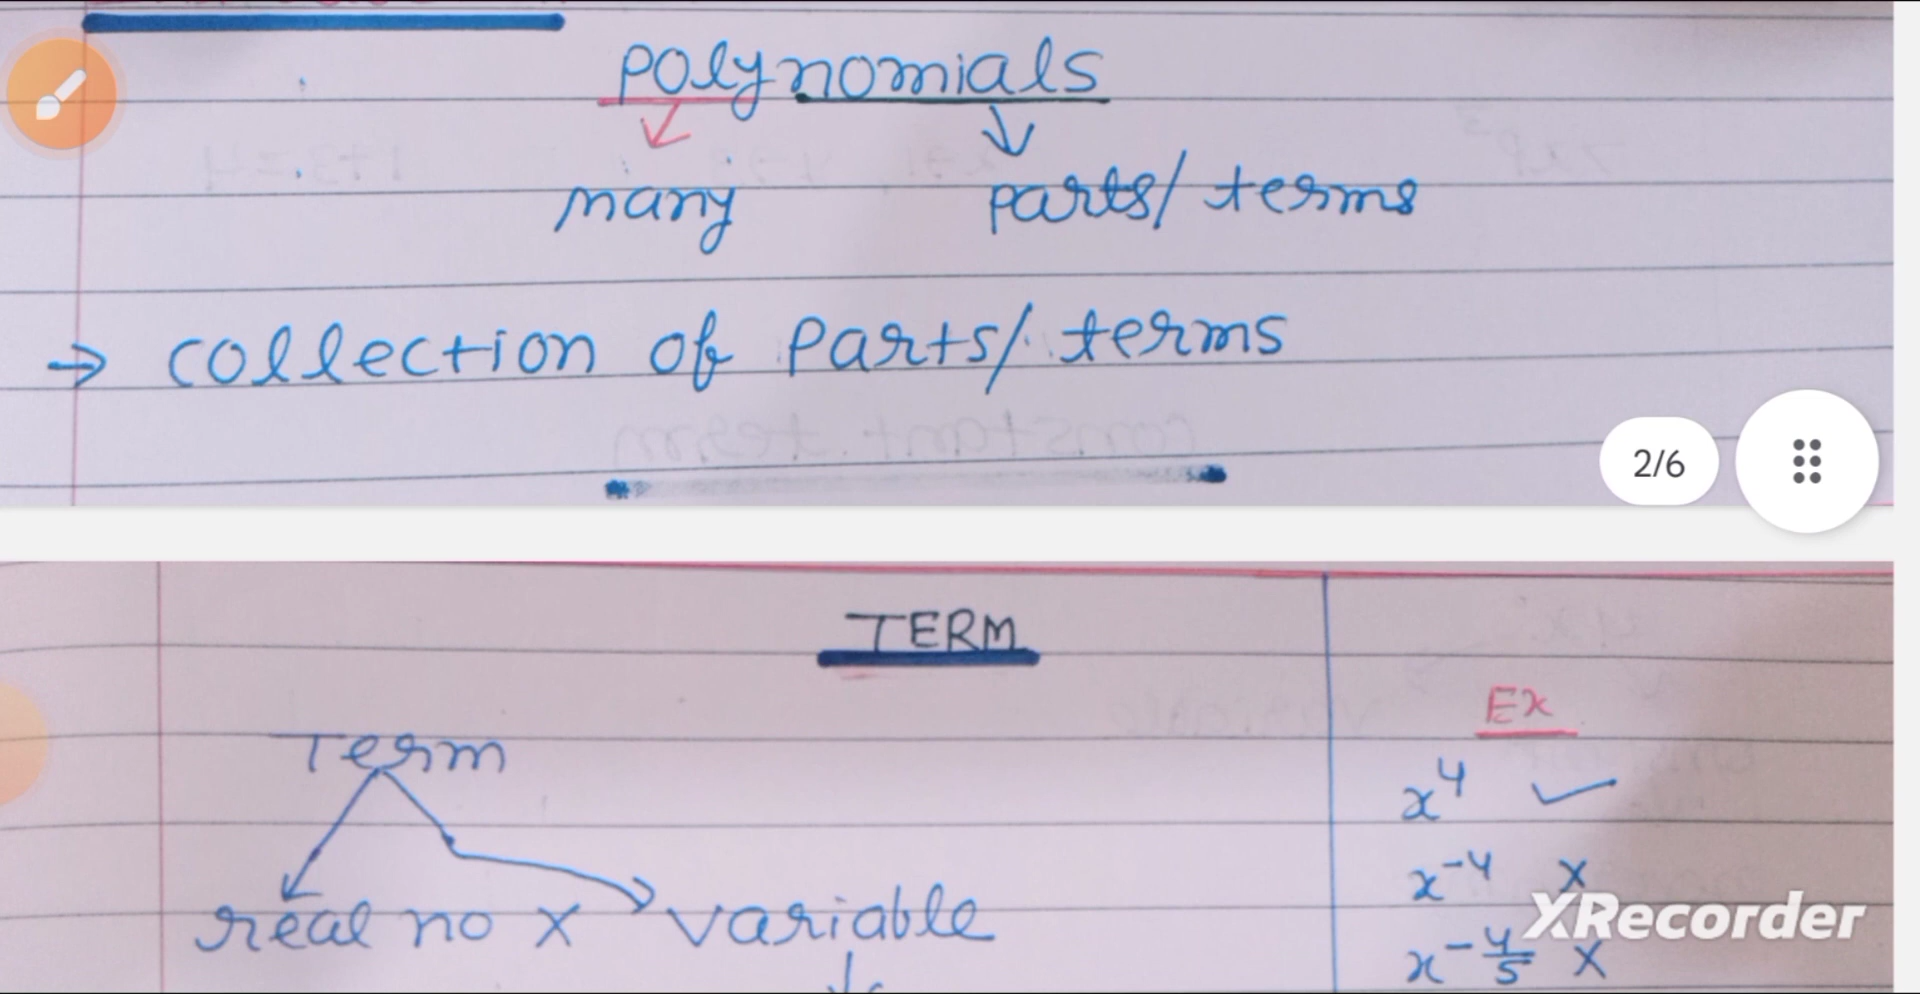 polynomials
many parts/ terms
→ collection of parts/ terms
2/6
TERM
Ex
Term
x⁴ ✓
x⁻⁴ X
real no X variable
XRecorder
x^-4/5 X